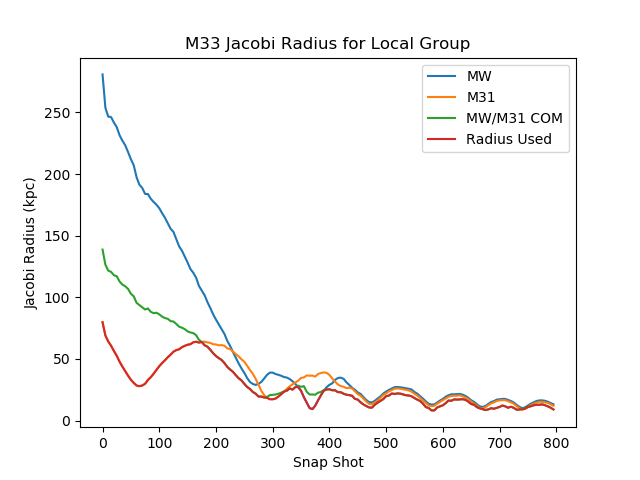 M33 Jacobi Radius for Local Group
MW
M31
MW/M31 COM
Radius Used
Jacobi Radius (kpc)
250
200
150
100
50
0
0 100 200 300 400 500 600 700 800
Snap Shot